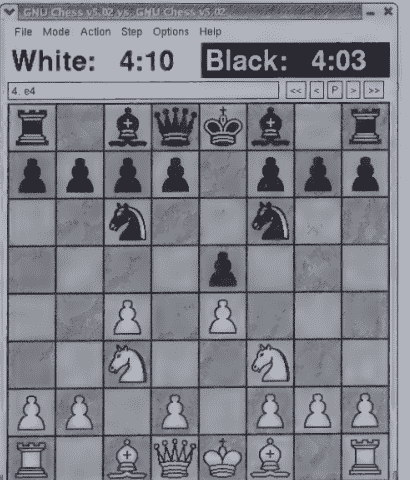 GNU Chess v5.02 vs. GNU Chess v5.02
File Mode Action Step Options Help
White: 4:10 Black: 4:03
4. e4 << < P > >>